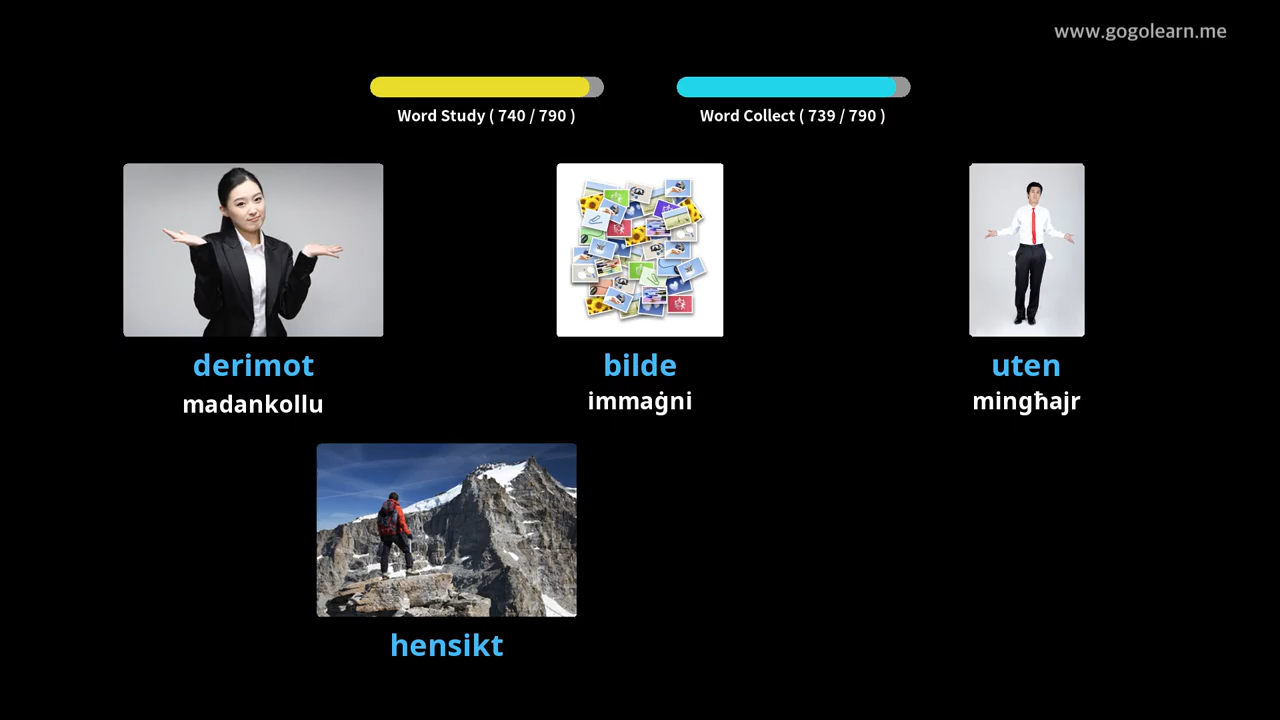 www.gogolearn.me
Word Study ( 740 / 790 )
Word Collect ( 739 / 790 )
derimot
bilde
uten
madankollu
immaġni
mingħajr
hensikt